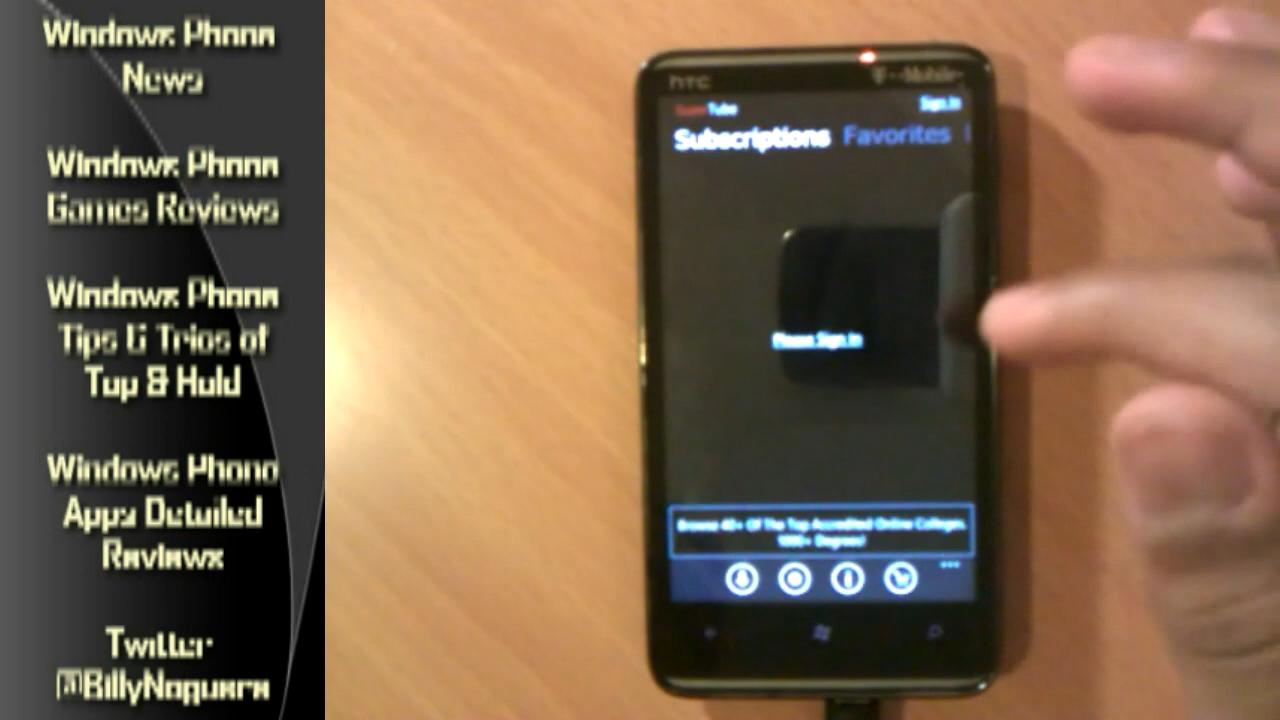 Windows Phone
News
Windows Phone
Games Reviews
Windows Phone
Tips & Trics of
Tap & Hold
Windows Phone
Apps Detailed
Reviews
Twitter
@BillyNoguera
hTC
T-Mobile
SuperTube
Sign In
Subscriptions Favorites
Please Sign In
Browse 40+ Of The Top Accredited Online Colleges.
1000+ Degrees!